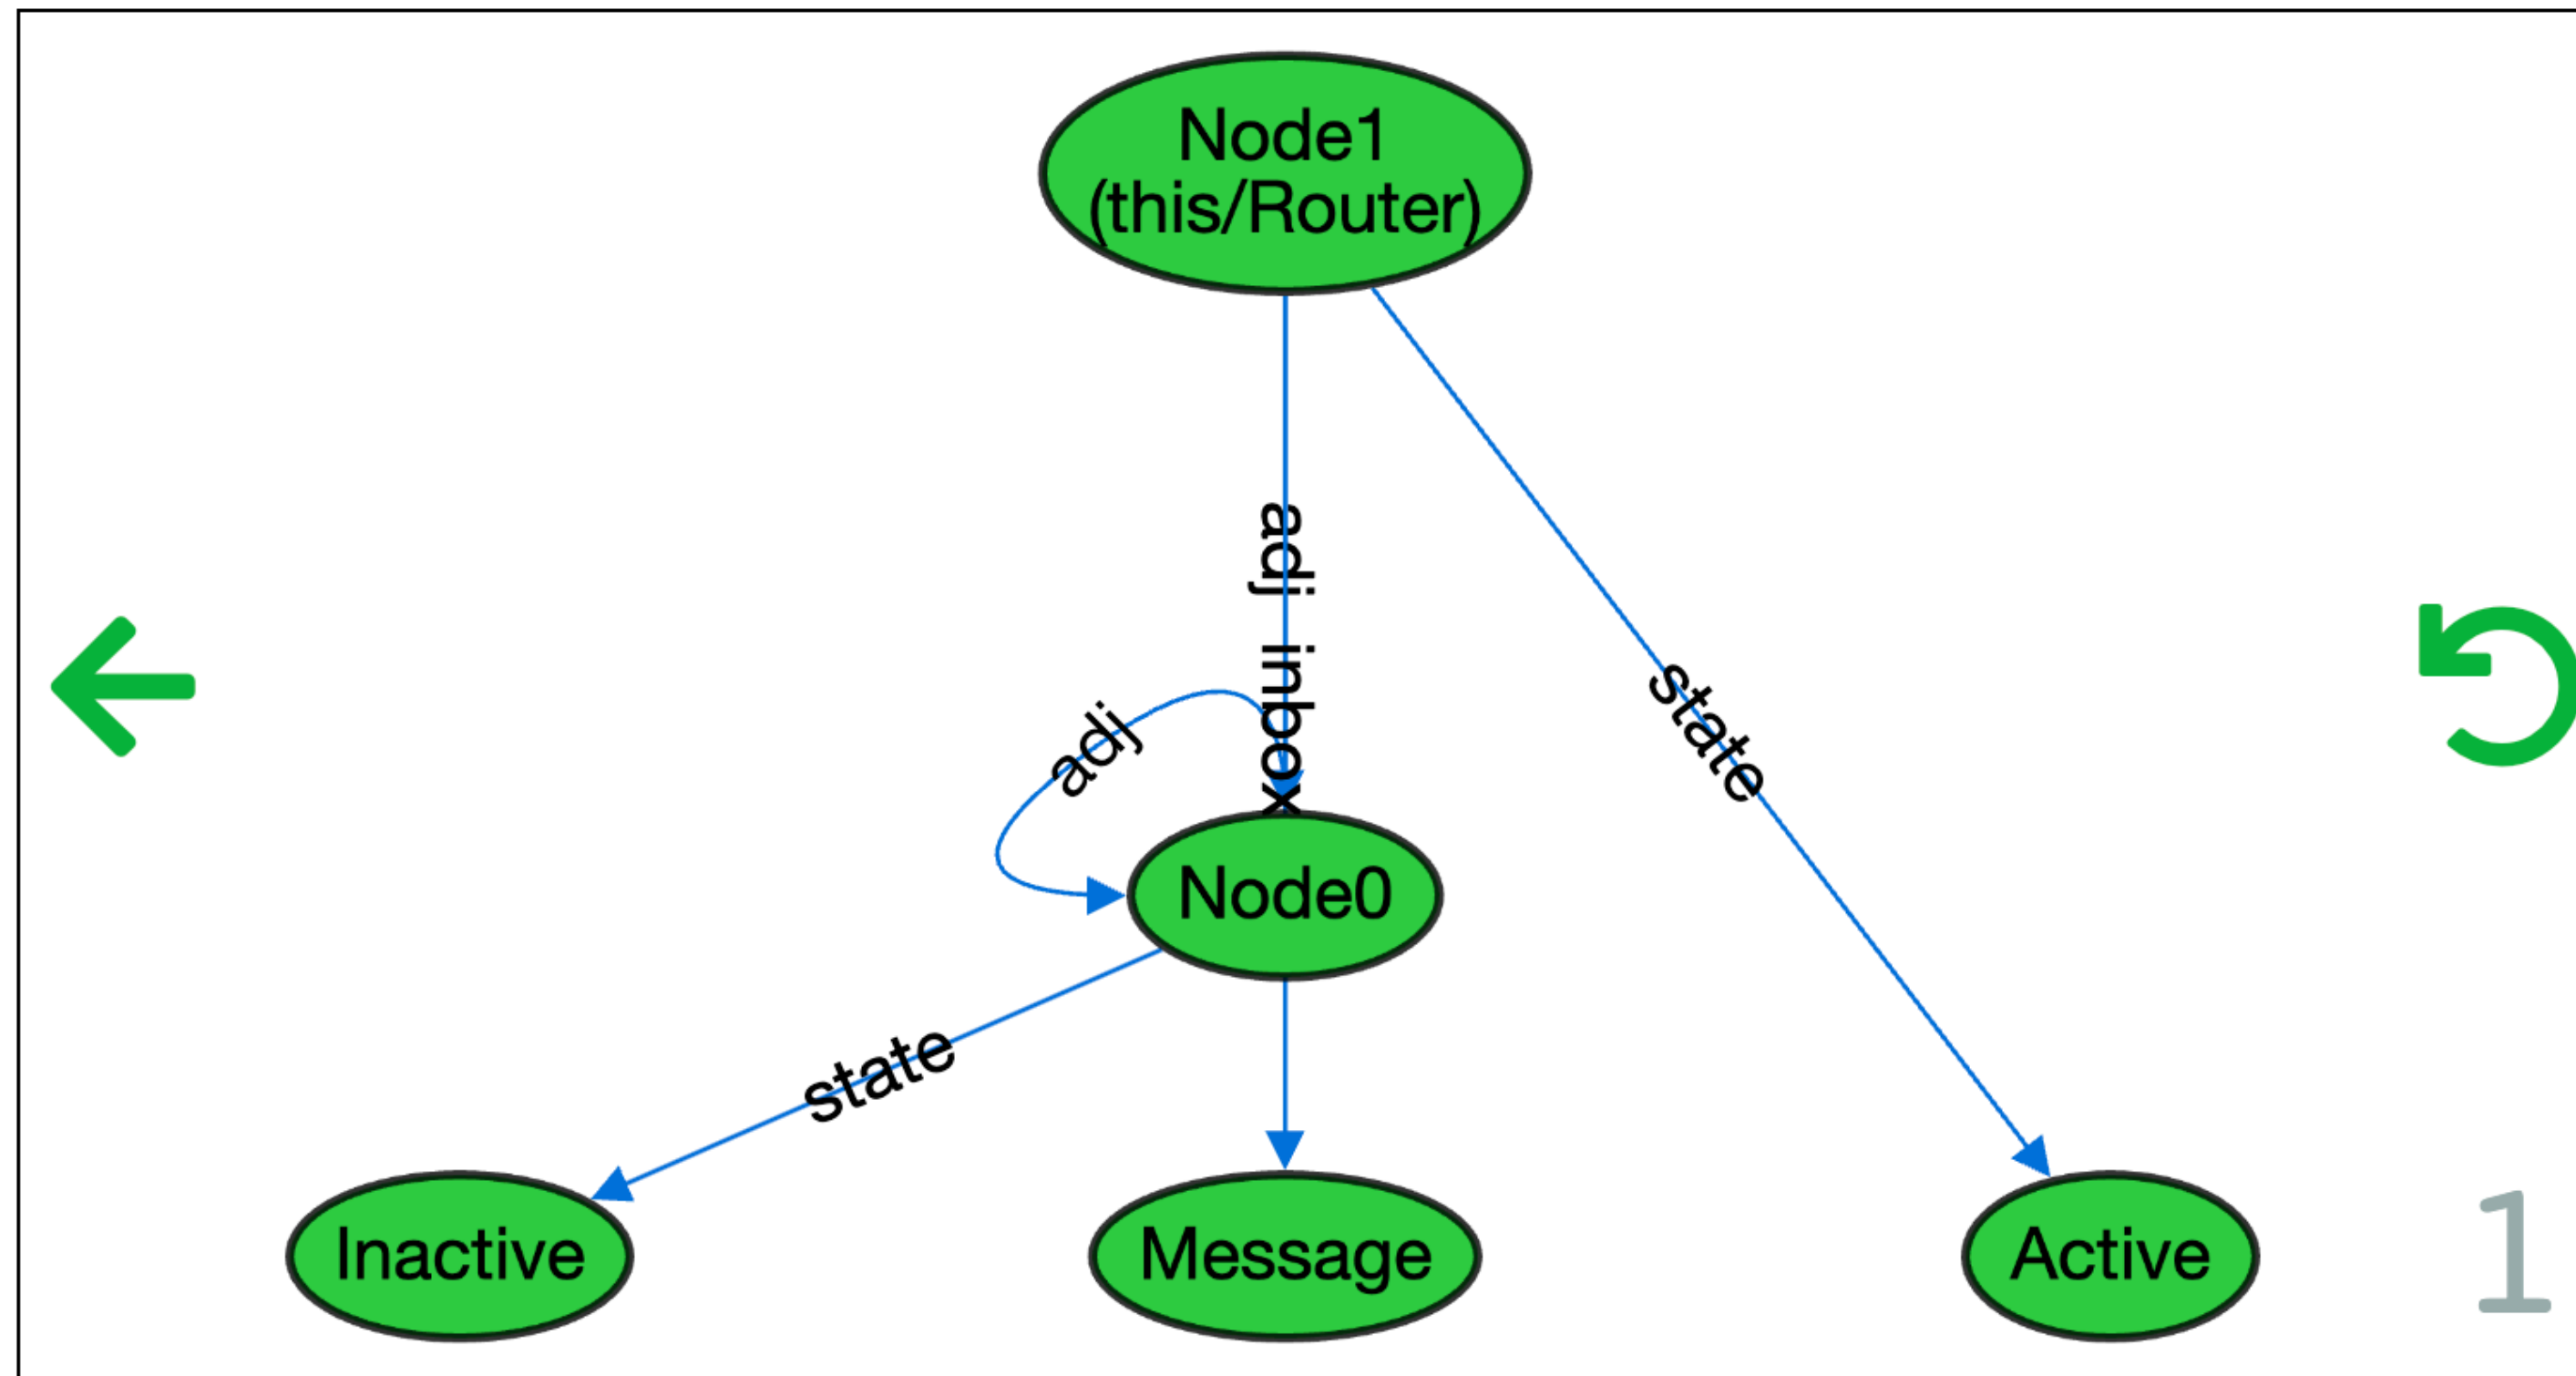 Node1
(this/Router)
adj
inbox
state
adj
Node0
state
Inactive
Message
Active
1